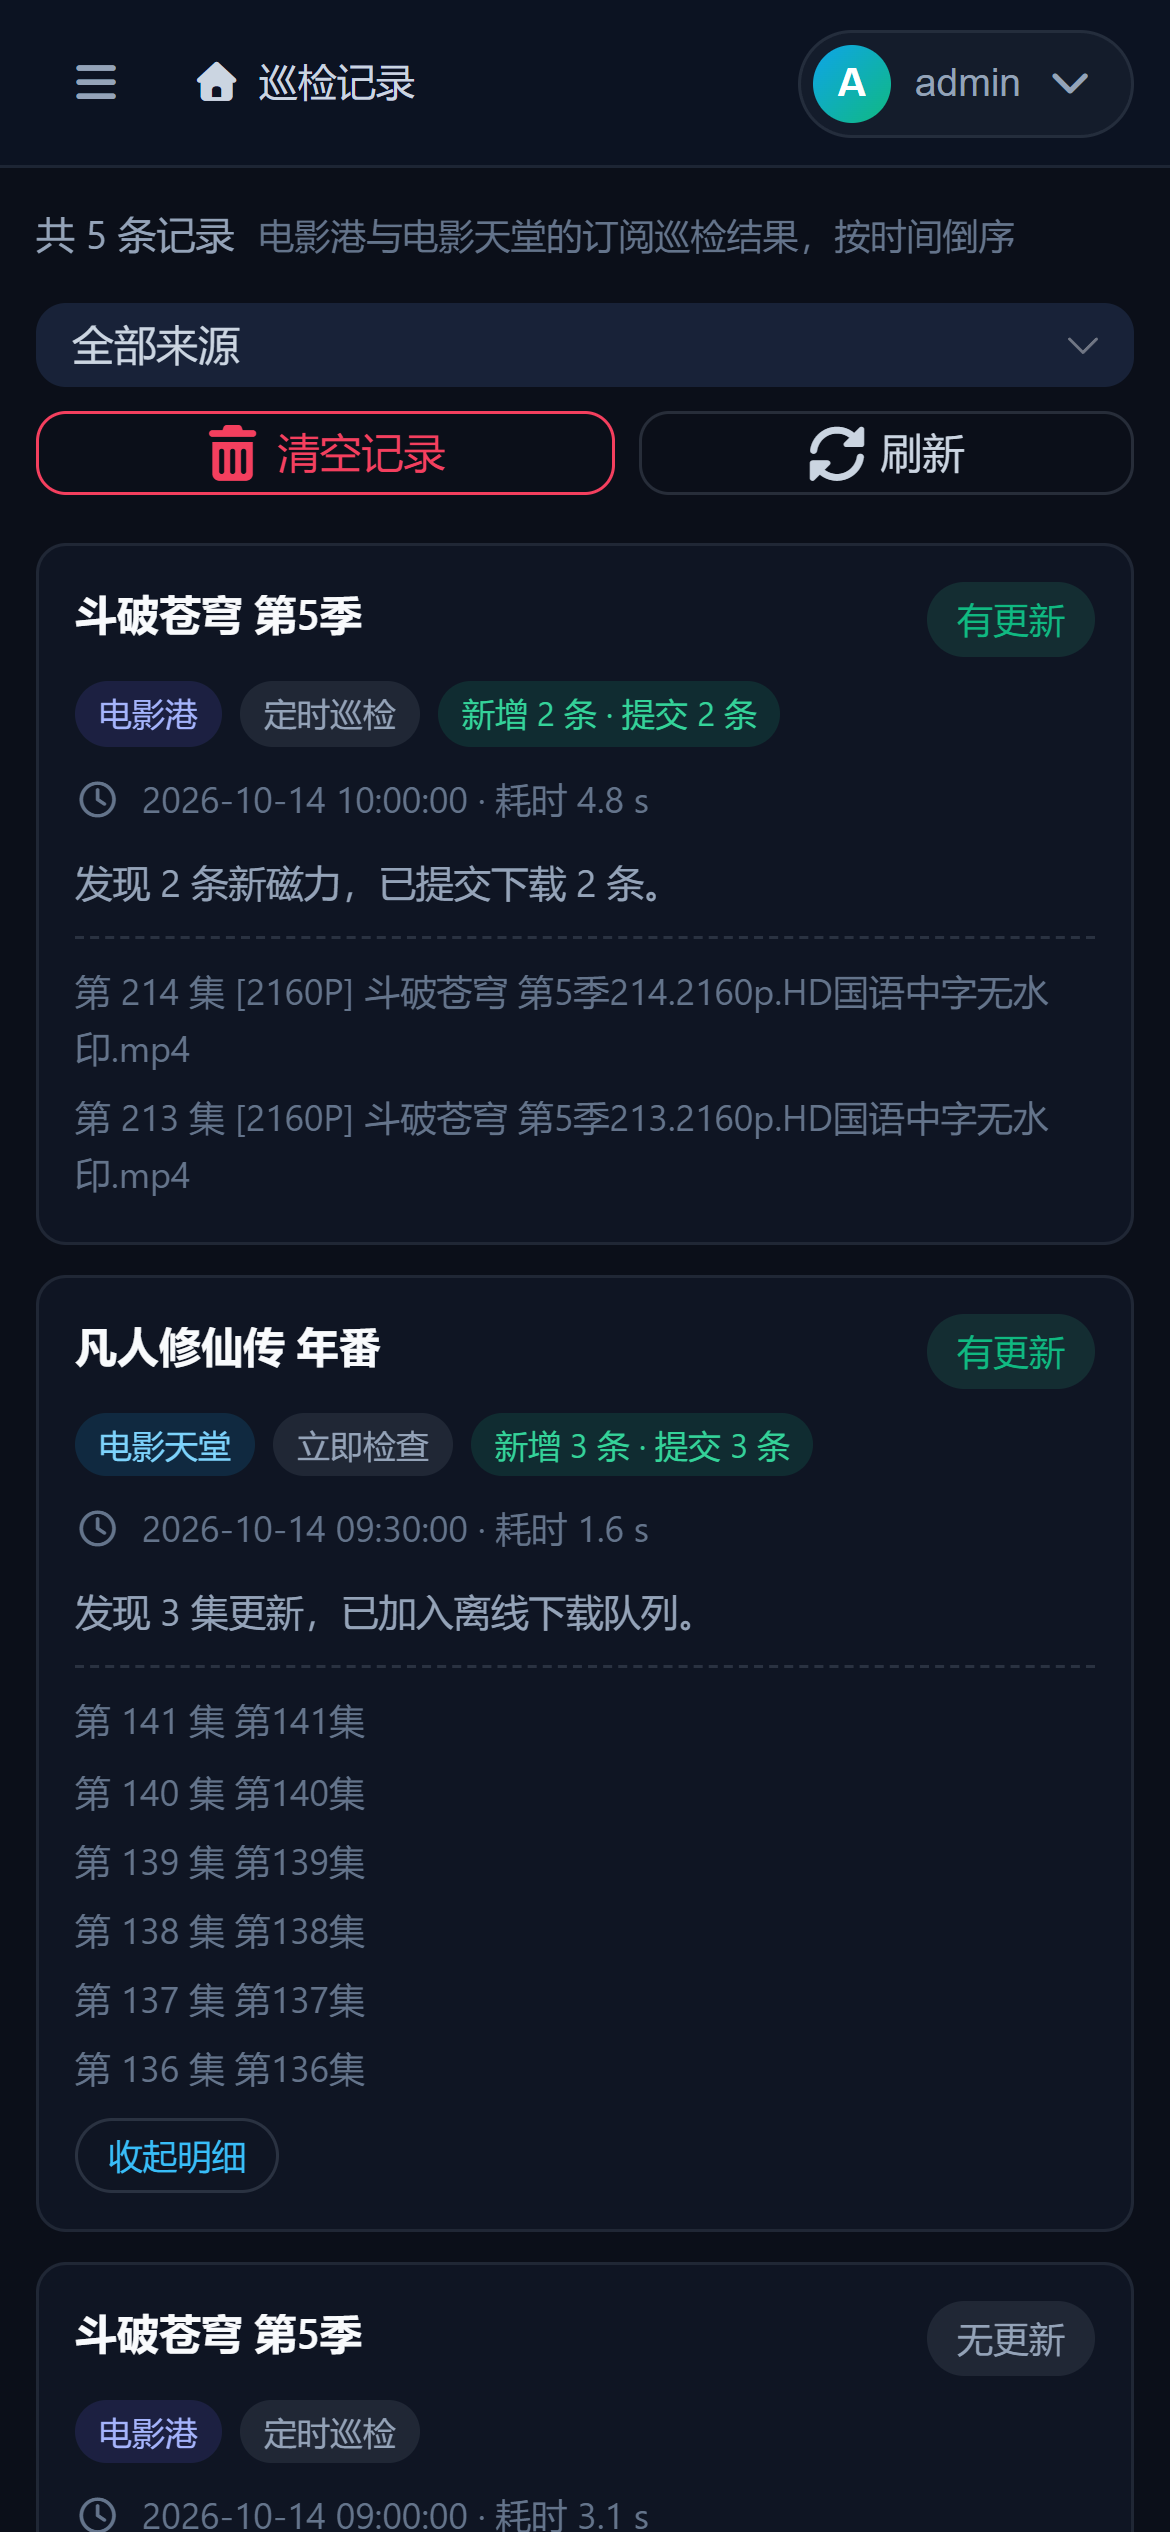 巡检记录
A admin
共 5 条记录 电影港与电影天堂的订阅巡检结果，按时间倒序
全部来源
清空记录 刷新
斗破苍穹 第5季 有更新
电影港 定时巡检 新增 2 条 · 提交 2 条
2026-10-14 10:00:00 · 耗时 4.8 s
发现 2 条新磁力，已提交下载 2 条。
第 214 集 [2160P] 斗破苍穹 第5季214.2160p.HD国语中字无水
印.mp4
第 213 集 [2160P] 斗破苍穹 第5季213.2160p.HD国语中字无水
印.mp4
凡人修仙传 年番 有更新
电影天堂 立即检查 新增 3 条 · 提交 3 条
2026-10-14 09:30:00 · 耗时 1.6 s
发现 3 集更新，已加入离线下载队列。
第 141 集 第141集
第 140 集 第140集
第 139 集 第139集
第 138 集 第138集
第 137 集 第137集
第 136 集 第136集
收起明细
斗破苍穹 第5季 无更新
电影港 定时巡检
2026-10-14 09:00:00 · 耗时 3.1 s